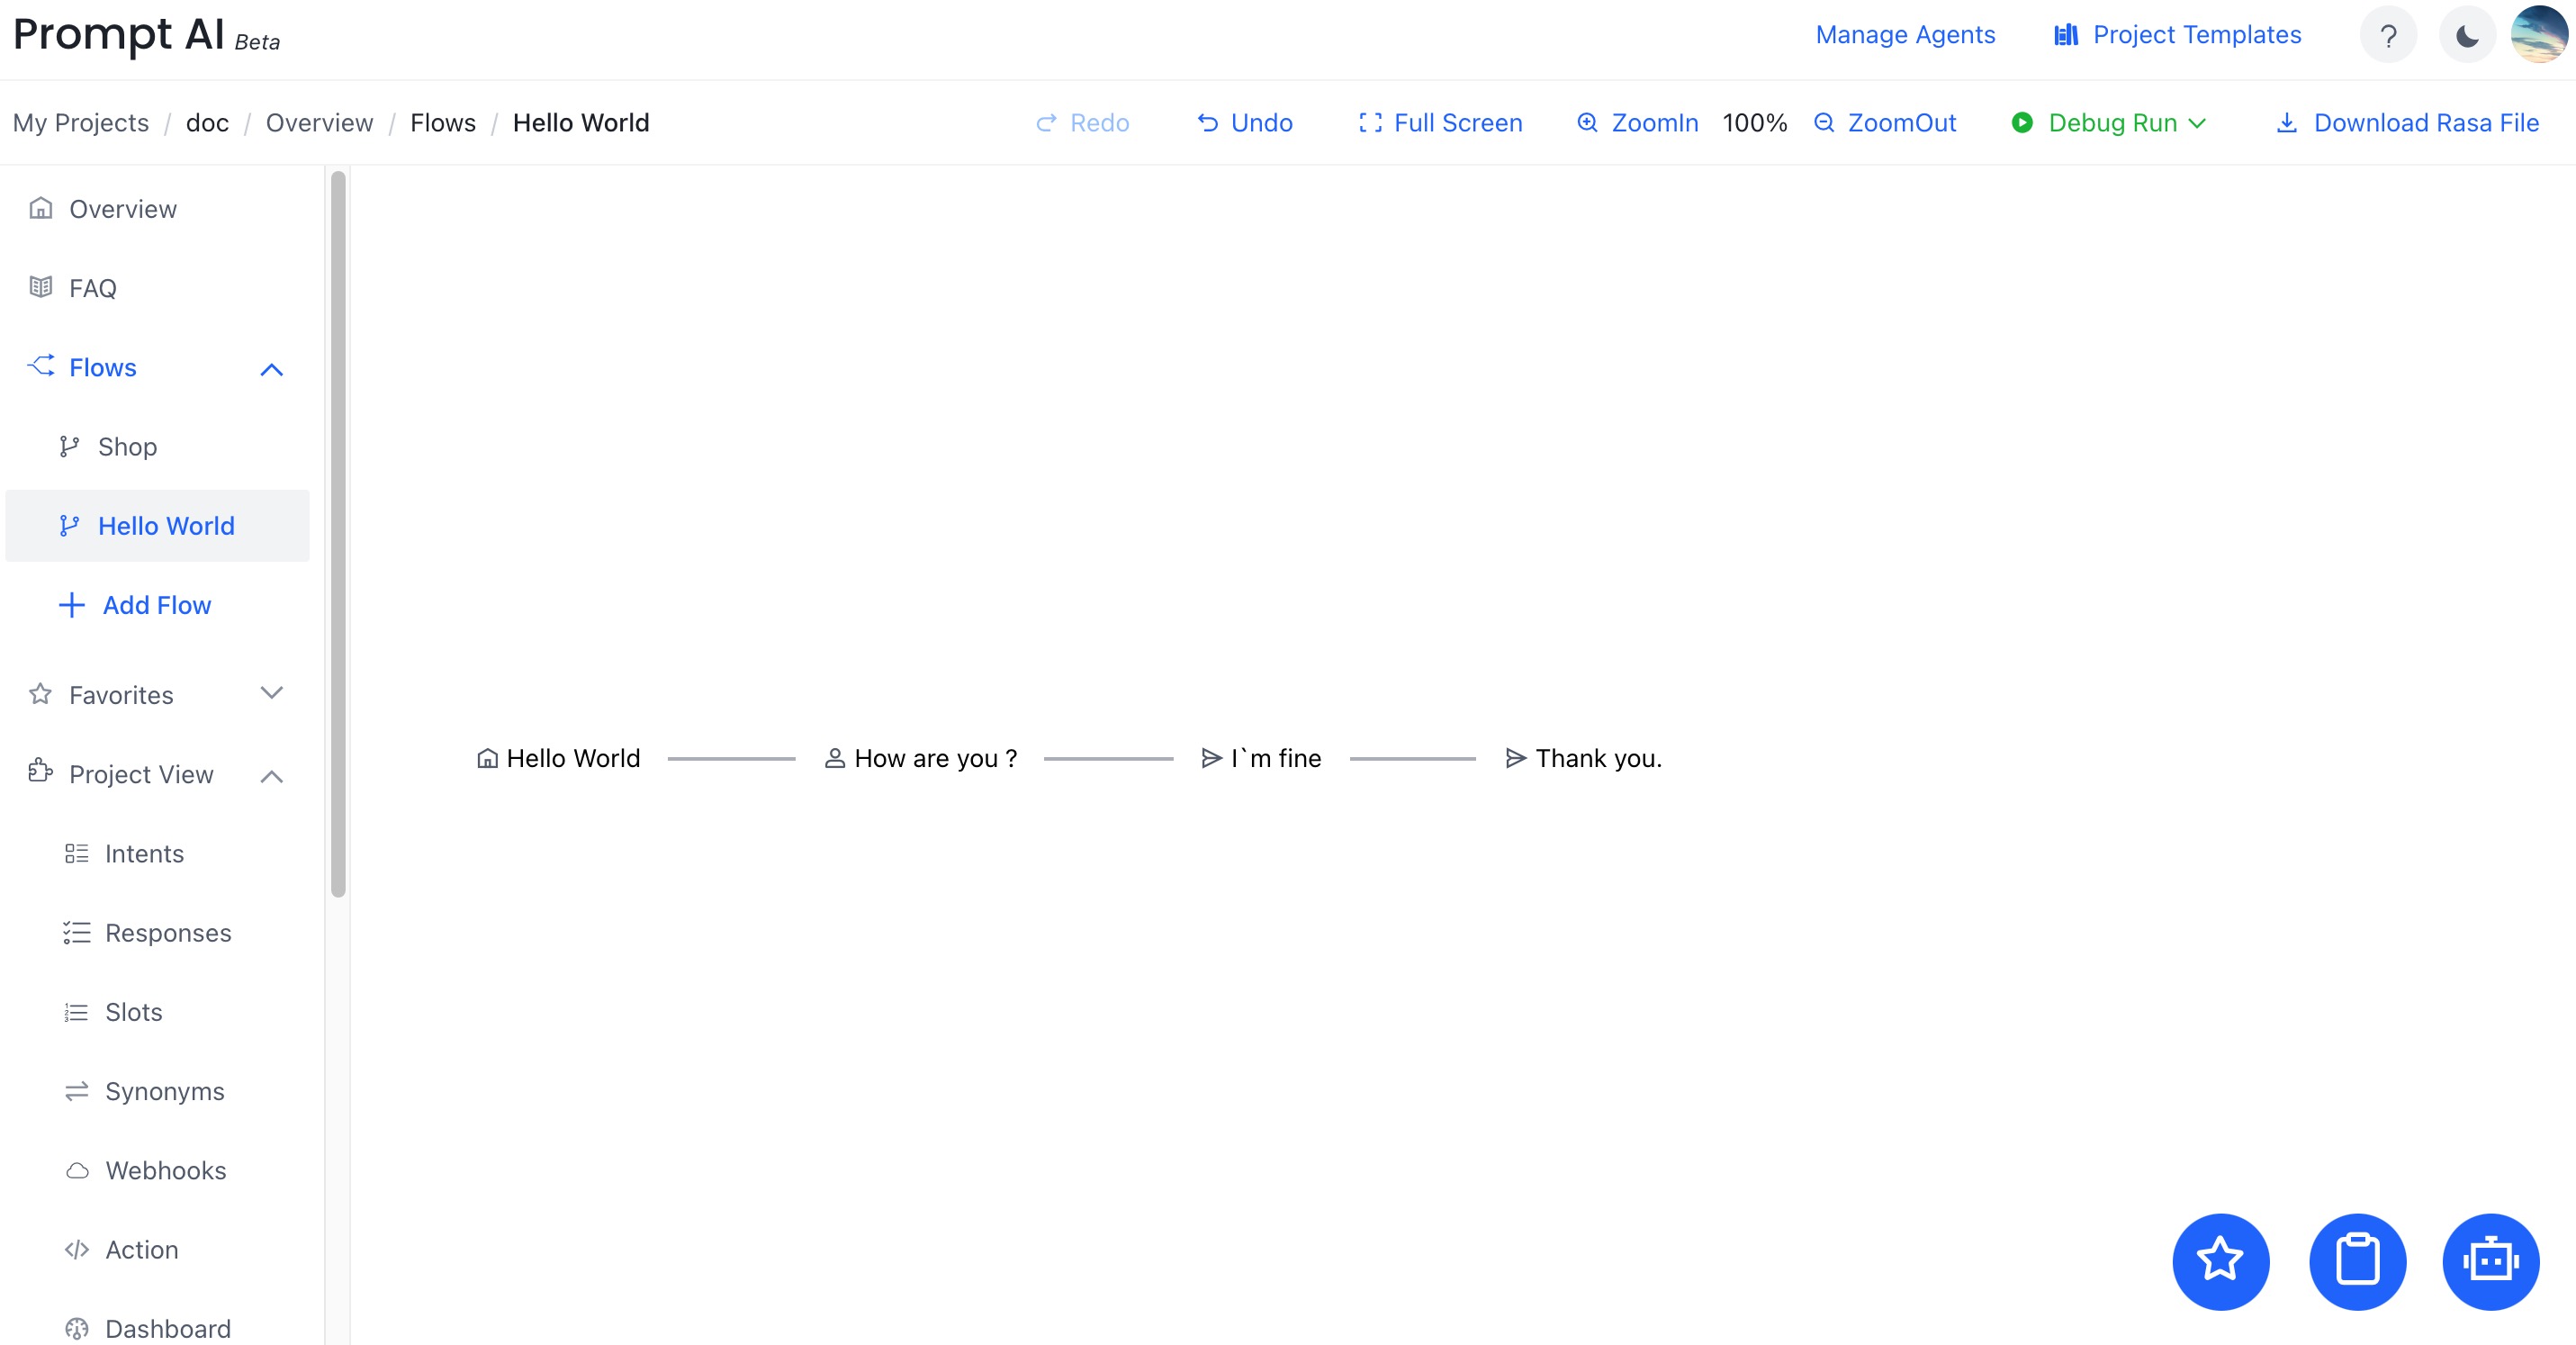 Prompt AI Beta
Manage Agents
Project Templates
?
My Projects / doc / Overview / Flows / Hello World
Redo
Undo
Full Screen
ZoomIn
100%
ZoomOut
Debug Run
Download Rasa File
Overview
FAQ
Flows
Shop
Hello World
Add Flow
Favorites
Project View
Intents
Responses
Slots
Synonyms
Webhooks
Action
Dashboard
Hello World
How are you ?
I`m fine
Thank you.